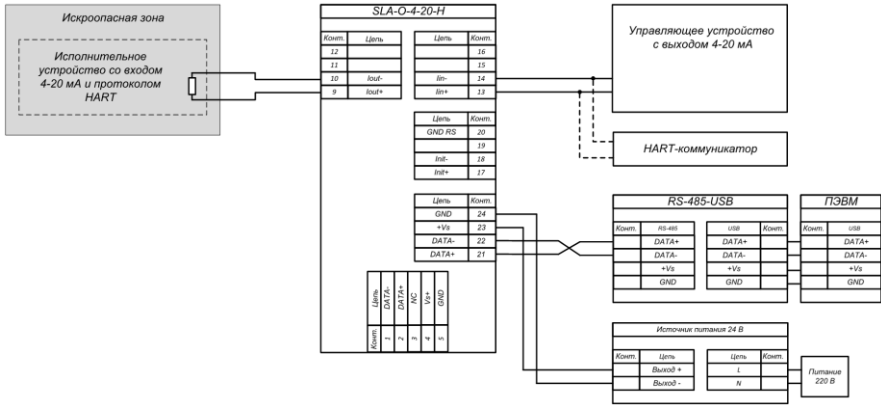 Искроопасная зона
Исполнительное
устройство со входом
4-20 мА и протоколом
HART
SLA-O-4-20-H
Конт. Цепь
12
11
10 Iout-
9 Iout+
Цепь Конт.
16
15
Iin- 14
Iin+ 13
Цепь Конт.
GND RS 20
19
Init- 18
Init+ 17
Цепь Конт.
GND 24
+Vs 23
DATA- 22
DATA+ 21
Конт. Цепь
1 DATA-
2 DATA+
3 NC
4 Vs+
5 GND
Управляющее устройство
с выходом 4-20 мА
HART-коммуникатор
RS-485-USB
Конт. RS-485
DATA+
DATA-
+Vs
GND
USB Конт.
DATA+
DATA-
+Vs
GND
ПЭВМ
Конт. USB
DATA+
DATA-
+Vs
GND
Источник питания 24 В
Конт. Цепь
Выход +
Выход -
Цепь Конт.
L
N
Питание
220 В